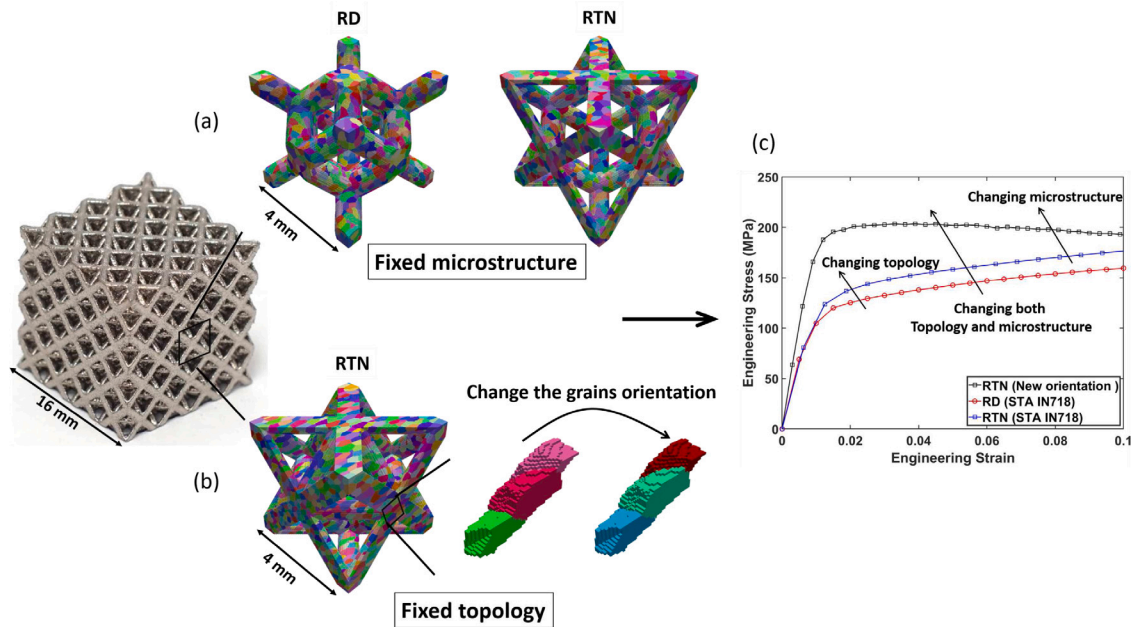 RD
RTN
(a)
4 mm
Fixed microstructure
16 mm
RTN
(b)
4 mm
Change the grains orientation
Fixed topology
(c)
Changing microstructure
Changing topology
Changing both
Topology and microstructure
RTN (New orientation )
RD (STA IN718)
RTN (STA IN718)
Engineering Stress (MPa)
250
200
150
100
50
0
0
0.02
0.04
0.06
0.08
0.1
Engineering Strain